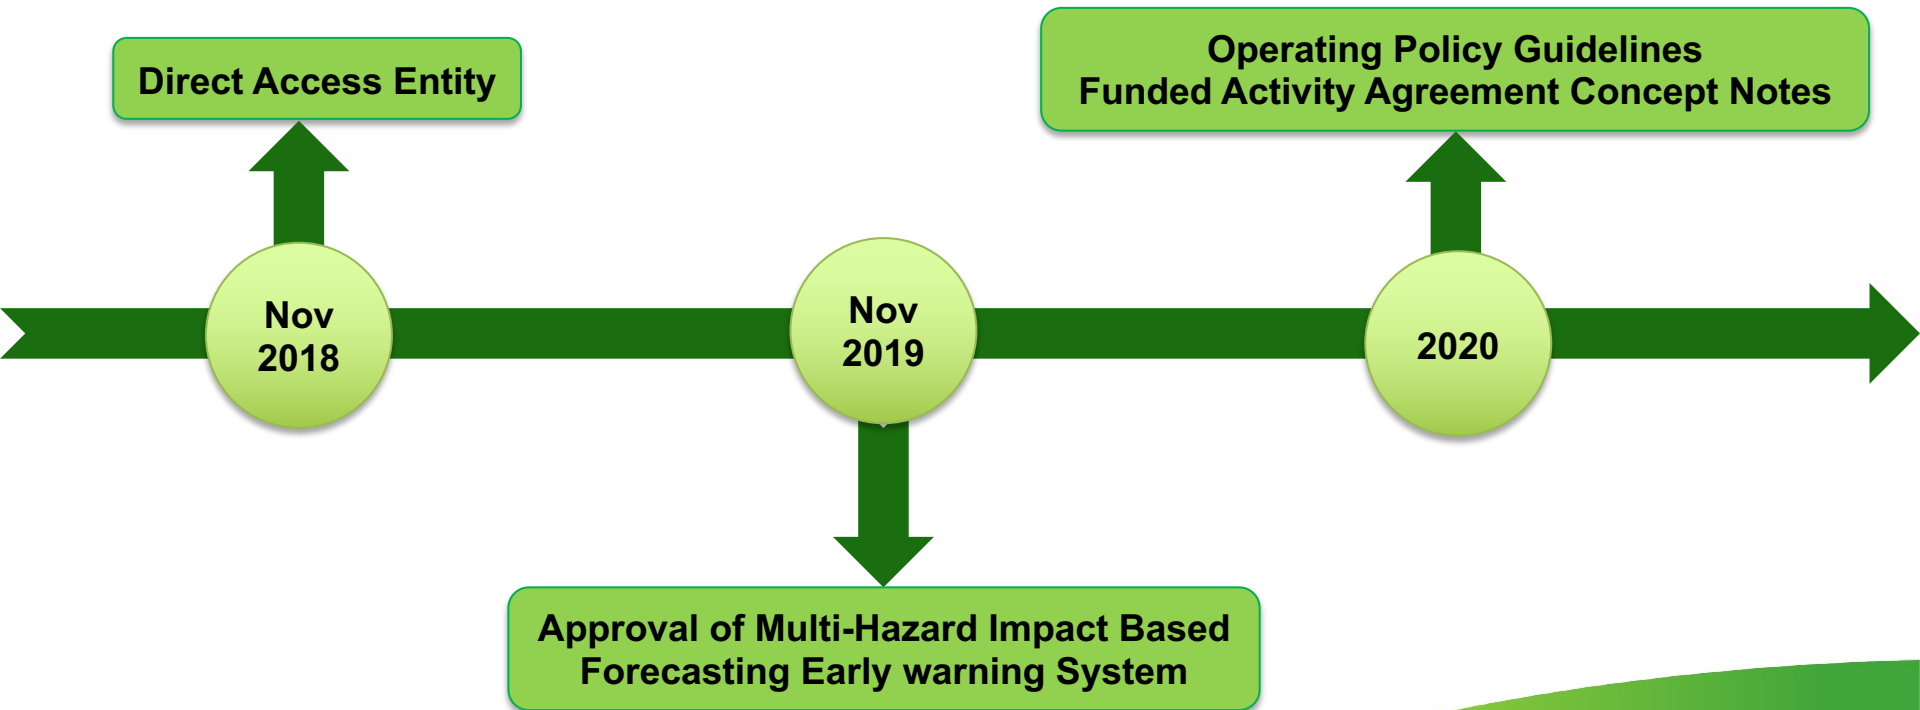 Direct Access Entity
Operating Policy Guidelines
Funded Activity Agreement Concept Notes
Nov
2018
Nov
2019
2020
Approval of Multi-Hazard Impact Based
Forecasting Early warning System